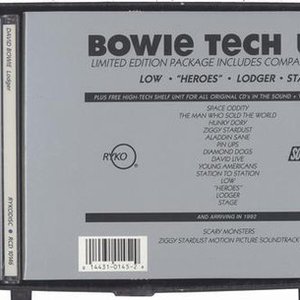 DAVID BOWIE Lodger
RYKODISC • RCD 10146
BOWIE TECH
LIMITED EDITION PACKAGE INCLUDES COMPA
LOW • "HEROES" • LODGER • STA
PLUS FREE HIGH-TECH SHELF UNIT FOR ALL ORIGINAL CD's IN THE SOUND +
RYKO
SPACE ODDITY
THE MAN WHO SOLD THE WORLD
HUNKY DORY
ZIGGY STARDUST
ALADDIN SANE
PIN UPS
DIAMOND DOGS
DAVID LIVE
YOUNG AMERICANS
STATION TO STATION
LOW
"HEROES"
LODGER
STAGE
AND ARRIVING IN 1992
SCARY MONSTERS
ZIGGY STARDUST MOTION PICTURE SOUNDTRACK
0 14431-0145-2